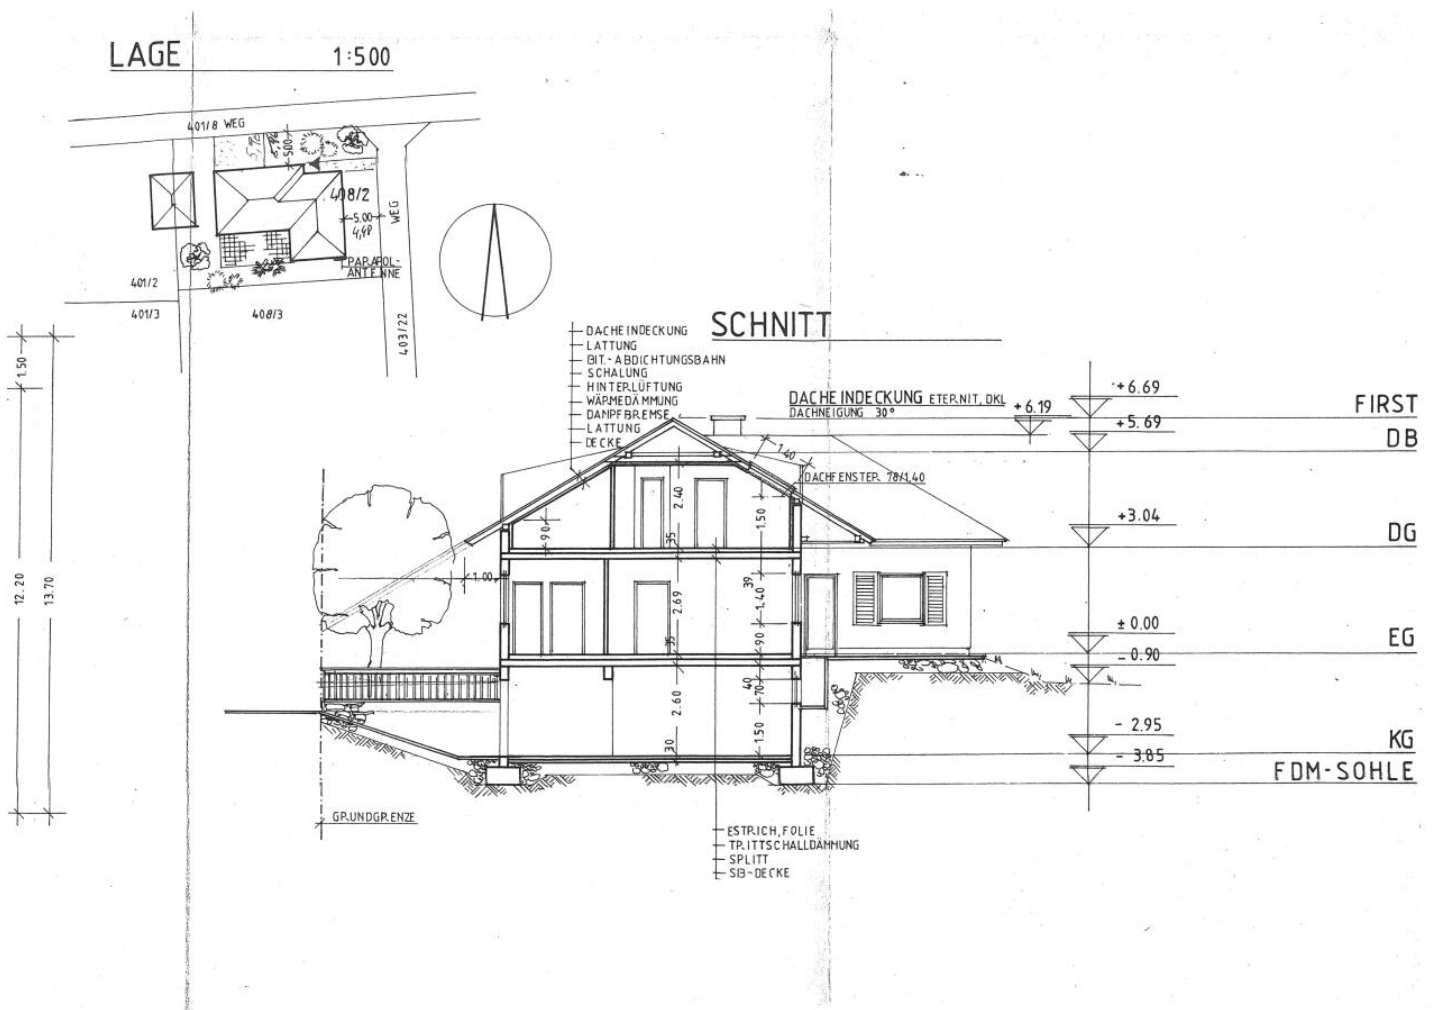 LAGE 1:500
401/8 WEG
5,90
5,90
500
408/2
5.00
4,98
WEG
PARABOL-
ANTENNE
401/2
401/3
408/3
403/22
1.50
12.20
13.70
SCHNITT
DACHEINDECKUNG
LATTUNG
BIT.-ABDICHTUNGSBAHN
SCHALUNG
HINTERLÜFTUNG
WÄRMEDÄMMUNG
DAMPFBREMSE
LATTUNG
DECKE
DACHEINDECKUNG ETERNIT, DKL
DACHNEIGUNG 30°
+6.19
+6.69
FIRST
+5.69
DB
1.40
DACHFENSTER 78/1,40
2.40
1.50
90
35
+3.04
DG
1.00
39
2.69
1.40
90
35
± 0.00
EG
- 0.90
40
70
2.60
1.50
30
- 2.95
KG
- 3.85
FDM-SOHLE
GRUNDGRENZE
ESTRICH, FOLIE
TRITTSCHALLDÄMMUNG
SPLITT
StB-DECKE